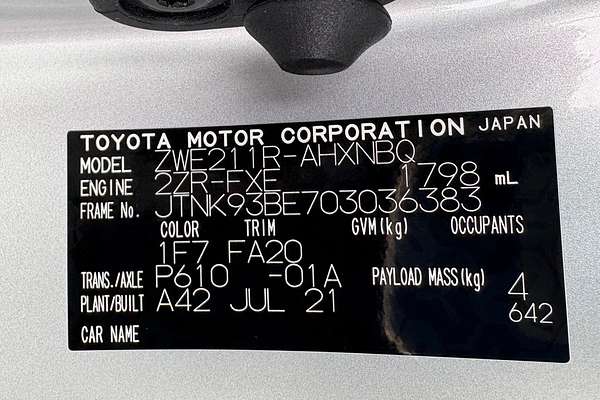 TOYOTA MOTOR CORPORATION JAPAN
MODEL ZWE211R-AHXNBQ
ENGINE 2ZR-FXE 1798 mL
FRAME No. JTNK93BE703036383
COLOR TRIM GVM(kg) OCCUPANTS
1F7 FA20
TRANS./AXLE P610 -01A PAYLOAD MASS(kg) 4
PLANT/BUILT A42 JUL 21 642
CAR NAME